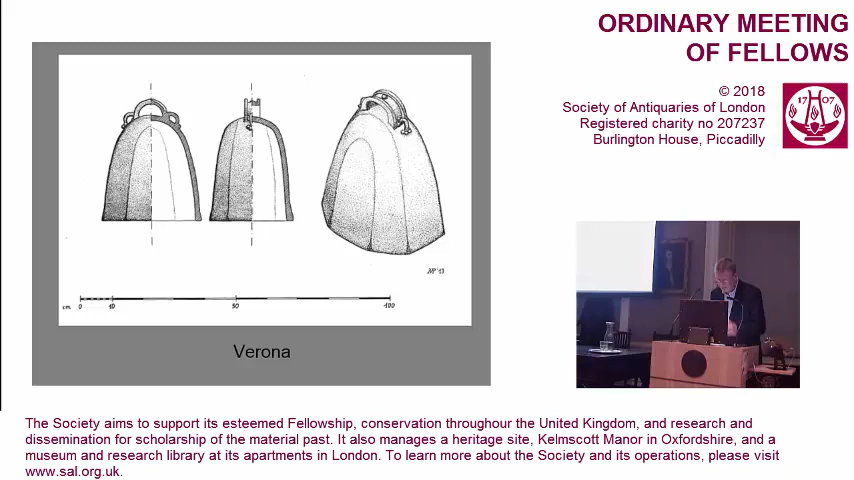 ORDINARY MEETING
OF FELLOWS
© 2018
Society of Antiquaries of London
Registered charity no 207237
Burlington House, Piccadilly
17 07
cm. 0 10 50 100
Verona
The Society aims to support its esteemed Fellowship, conservation throughour the United Kingdom, and research and
dissemination for scholarship of the material past. It also manages a heritage site, Kelmscott Manor in Oxfordshire, and a
museum and research library at its apartments in London. To learn more about the Society and its operations, please visit
www.sal.org.uk.